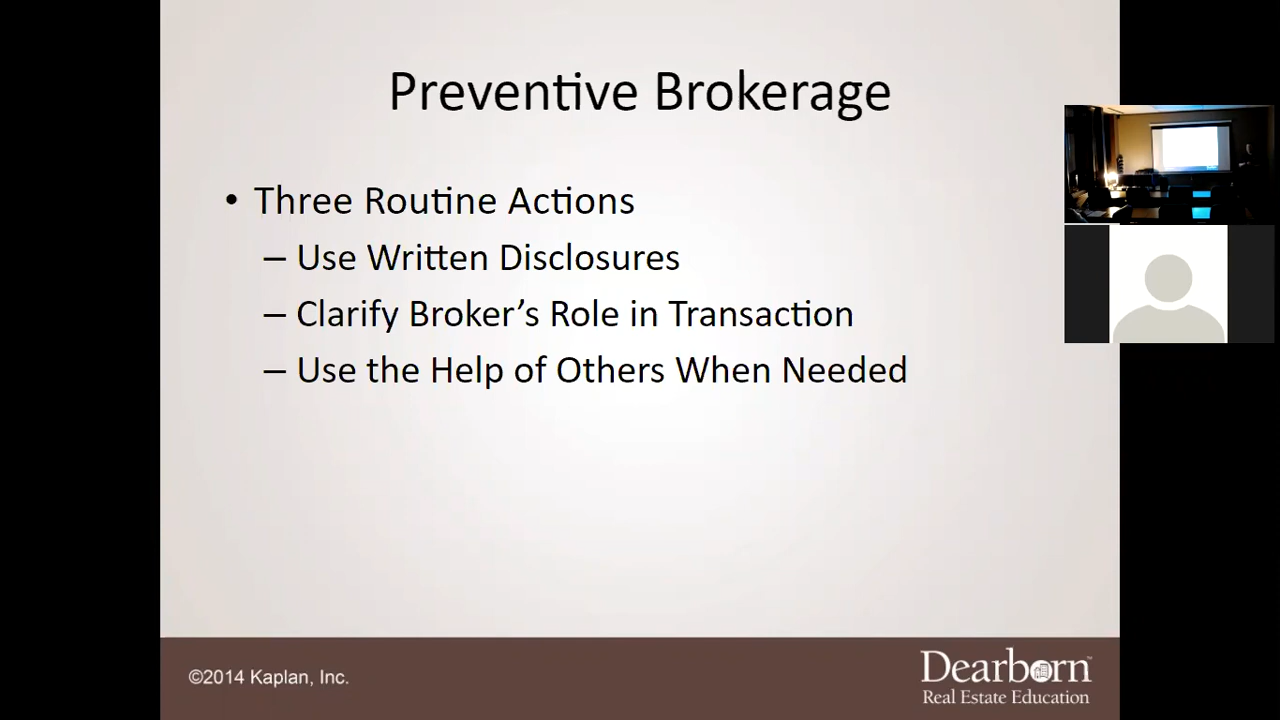 Preventive Brokerage
• Three Routine Actions
– Use Written Disclosures
– Clarify Broker’s Role in Transaction
– Use the Help of Others When Needed
©2014 Kaplan, Inc.
Dearborn™
Real Estate Education